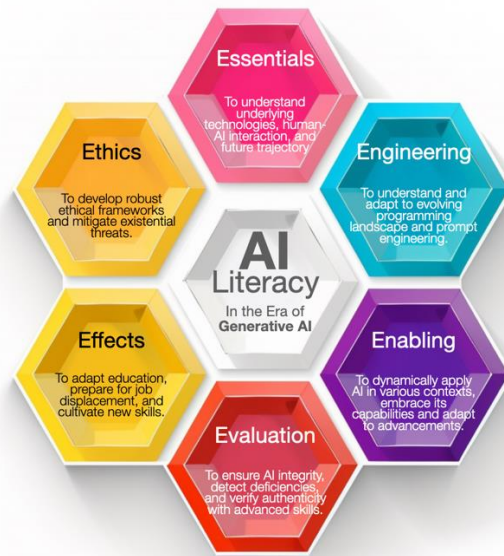 Essentials
To understand
underlying
technologies, human-
AI interaction, and
future trajectory
Ethics
To develop robust
ethical frameworks
and mitigate existential
threats.
Engineering
To understand and
adapt to evolving
programming
landscape and prompt
engineering.
AI
Literacy
In the Era of
Generative AI
Effects
To adapt education,
prepare for job
displacement, and
cultivate new skills.
Enabling
To dynamically apply
AI in various contexts,
embrace its
capabilities and adapt
to advancements.
Evaluation
To ensure AI integrity,
detect deficiencies,
and verify authenticity
with advanced skills.